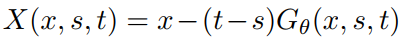 X(x, s, t) = x − (t−s)G_θ(x, s, t)